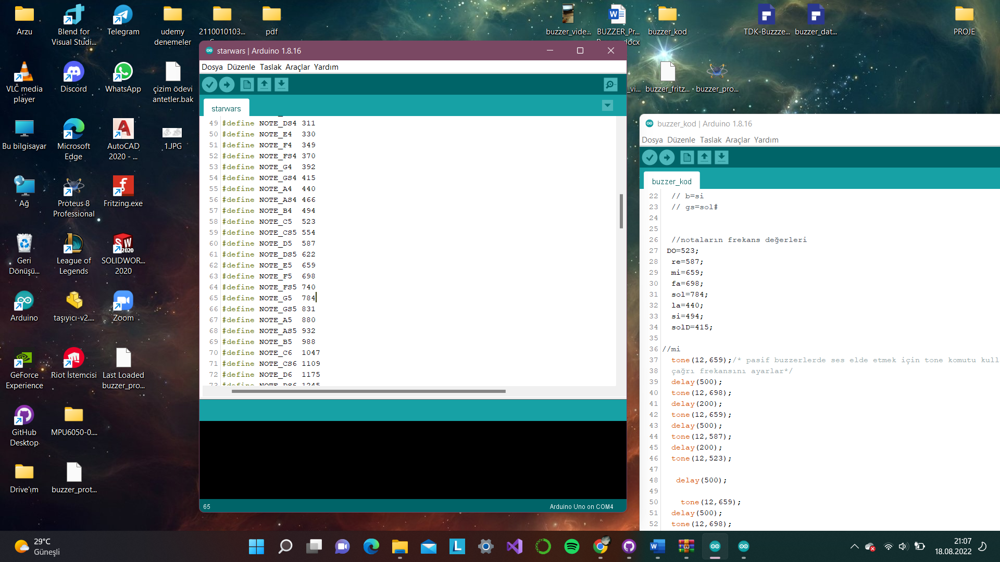 Arzu
Blend for
Visual Studi...
Telegram
udemy
denemeler
2110010103...
pdf
buzzer_vide...
BUZZER_Pr...
docx
buzzer_kod
TDK-Buzzze...
buzzer_dat...
PROJE
VLC media
player
Discord
WhatsApp
çizim ödevi
antetler.bak
_vi...
buzzer_fritz...
buzzer_pro...
Bu bilgisayar
Microsoft
Edge
AutoCAD
2020 - ...
1.JPG
Ağ
Proteus 8
Professional
Fritzing.exe
Geri
Dönüşü...
League of
Legends
SOLIDWOR...
2020
Arduino
taşıyıcı-v2....
Zoom
GeForce
Experience
Riot İstemcisi
Last Loaded
buzzer_pro...
GitHub
Desktop
MPU6050-0....
Drive'ım
buzzer_prot...
starwars | Arduino 1.8.16
Dosya Düzenle Taslak Araçlar Yardım
starwars
49 #define NOTE_DS4 311
50 #define NOTE_E4 330
51 #define NOTE_F4 349
52 #define NOTE_FS4 370
53 #define NOTE_G4 392
54 #define NOTE_GS4 415
55 #define NOTE_A4 440
56 #define NOTE_AS4 466
57 #define NOTE_B4 494
58 #define NOTE_C5 523
59 #define NOTE_CS5 554
60 #define NOTE_D5 587
61 #define NOTE_DS5 622
62 #define NOTE_E5 659
63 #define NOTE_F5 698
64 #define NOTE_FS5 740
65 #define NOTE_G5 784
66 #define NOTE_GS5 831
67 #define NOTE_A5 880
68 #define NOTE_AS5 932
69 #define NOTE_B5 988
70 #define NOTE_C6 1047
71 #define NOTE_CS6 1109
72 #define NOTE_D6 1175
73 #define NOTE_DS6 1245
65
Arduino Uno on COM4
buzzer_kod | Arduino 1.8.16
Dosya Düzenle Taslak Araçlar Yardım
buzzer_kod
22 // b=si
23 // gs=sol#
24
25
26 //notaların frekans değerleri
27 DO=523;
28 re=587;
29 mi=659;
30 fa=698;
31 sol=784;
32 la=440;
33 si=494;
34 solD=415;
35
36 //mi
37 tone(12,659);/* pasif buzzerlerde ses elde etmek için tone komutu kull
38 çağrı frekansını ayarlar*/
39 delay(500);
40 tone(12,698);
41 delay(200);
42 tone(12,659);
43 delay(500);
44 tone(12,587);
45 delay(200);
46 tone(12,523);
47
48 delay(500);
49
50 tone(12,659);
51 delay(500);
52 tone(12,698);
29°C
Güneşli
21:07
18.08.2022